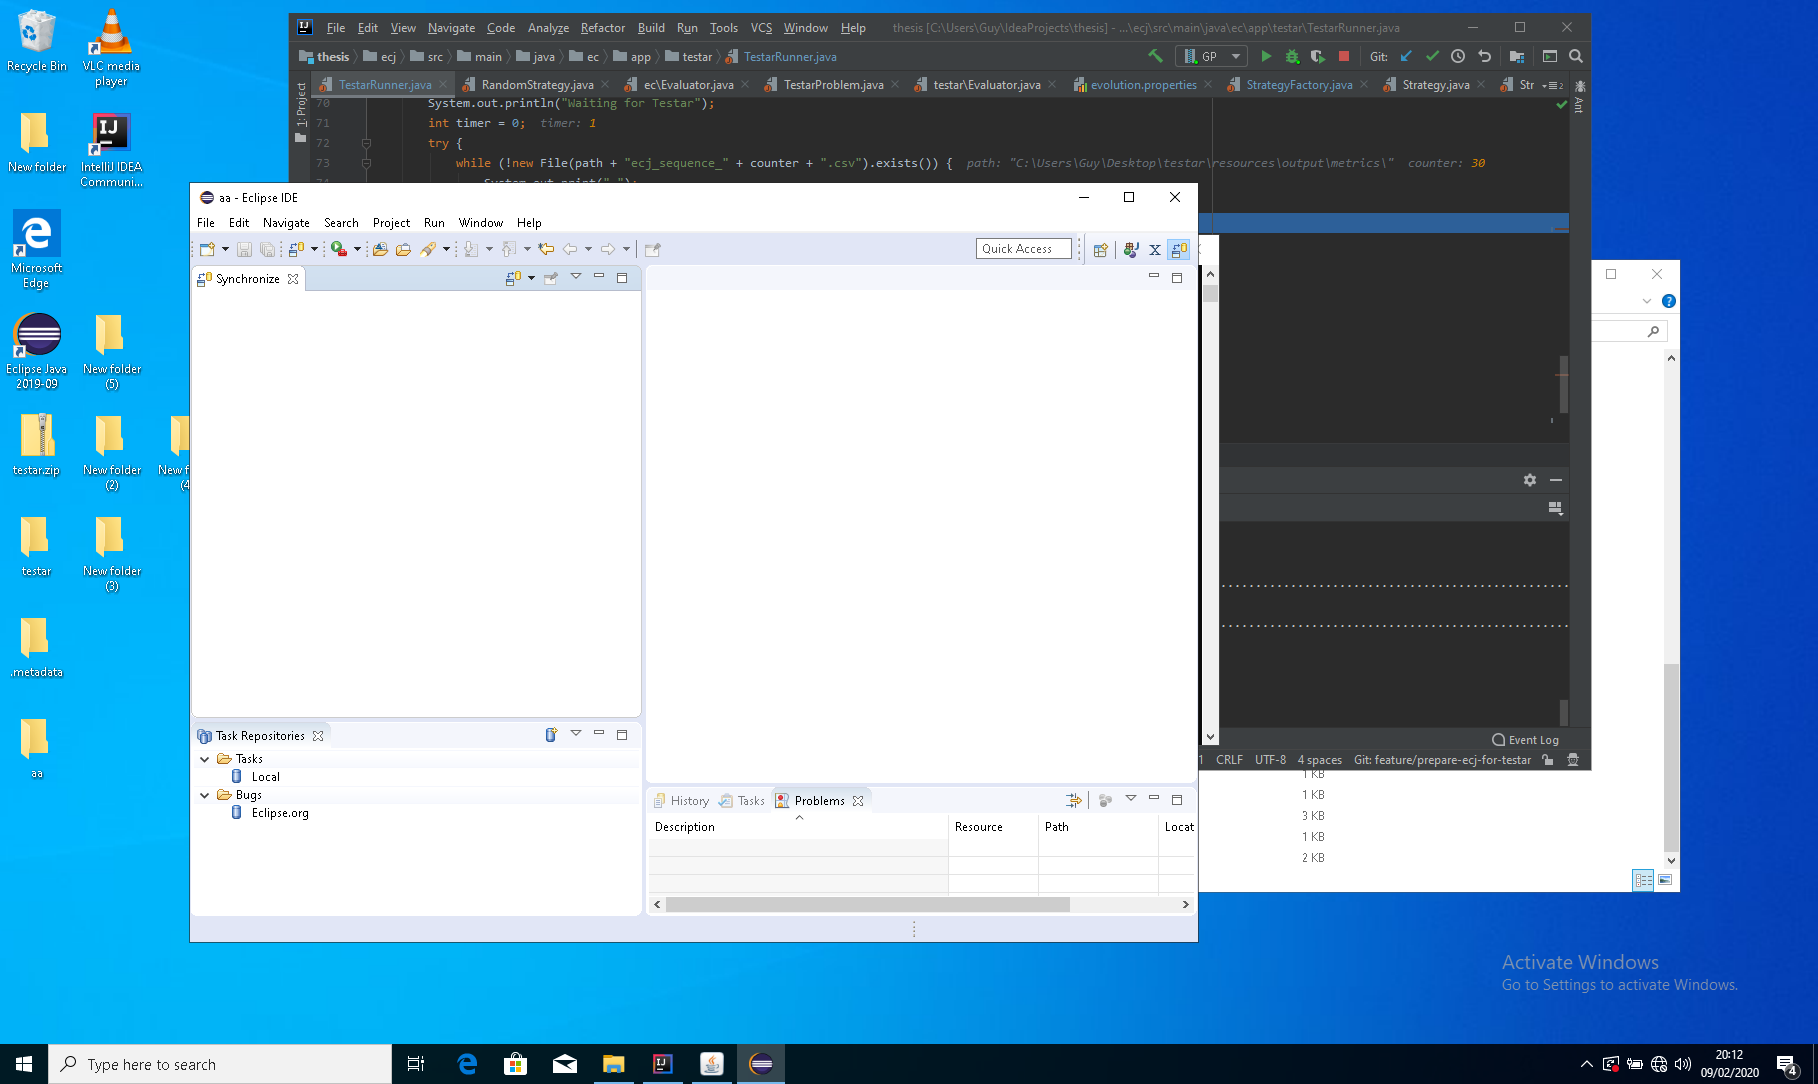 Recycle Bin
VLC media player
New folder
IntelliJ IDEA Communi...
Microsoft Edge
Eclipse Java 2019-09
New folder (5)
testar.zip
New folder (2)
testar
New folder (3)
.metadata
aa
File Edit View Navigate Code Analyze Refactor Build Run Tools VCS Window Help thesis [C:\Users\Guy\IdeaProjects\thesis] - ...\ecj\src\main\java\ec\app\testar\TestarRunner.java
thesis ecj src main java ec app testar TestarRunner.java GP Git:
1: Project
TestarRunner.java RandomStrategy.java ec\Evaluator.java TestarProblem.java testar\Evaluator.java evolution.properties StrategyFactory.java Strategy.java Str
Ant
70 System.out.println("Waiting for Testar");
71 int timer = 0; timer: 1
72 try {
73 while (!new File(path + "ecj_sequence_" + counter + ".csv").exists()) { path: "C:\Users\Guy\Desktop\testar\resources\output\metrics\" counter: 30
aa - Eclipse IDE
File Edit Navigate Search Project Run Window Help
Quick Access
Synchronize
Task Repositories
Tasks
Local
Bugs
Eclipse.org
History Tasks Problems
Description Resource Path Locat
Event Log
CRLF UTF-8 4 spaces Git: feature/prepare-ecj-for-testar
1 KB
1 KB
3 KB
1 KB
2 KB
Activate Windows
Go to Settings to activate Windows.
Type here to search
20:12
09/02/2020
4